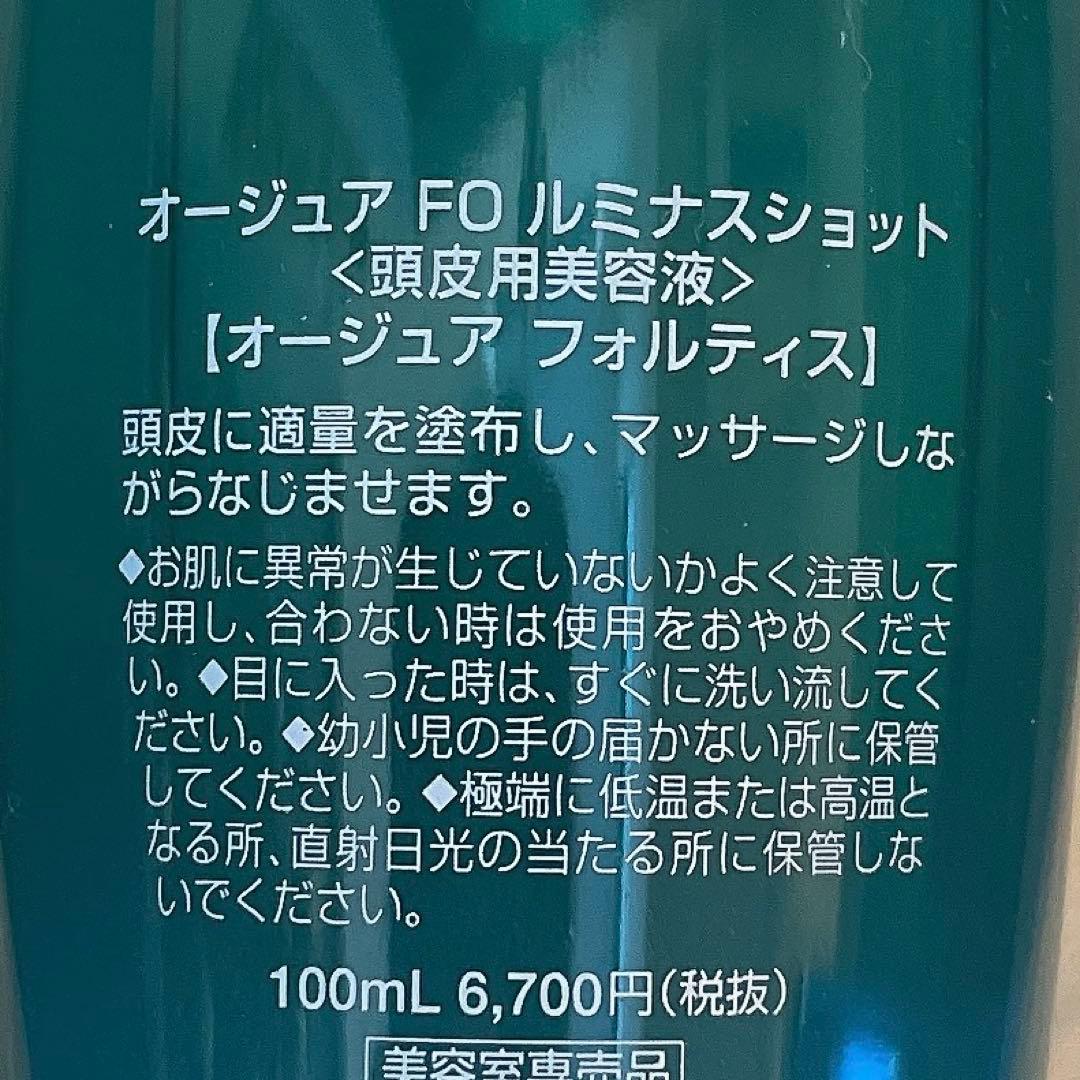 オージュア FO ルミナスショット
<頭皮用美容液>
【オージュア フォルティス】
頭皮に適量を塗布し、マッサージしな
がらなじませます。
◆お肌に異常が生じていないかよく注意して
使用し、合わない時は使用をおやめくださ
い。◆目に入った時は、すぐに洗い流してく
ださい。◆幼小児の手の届かない所に保管
してください。◆極端に低温または高温と
なる所、直射日光の当たる所に保管しな
いでください。
100mL 6,700円(税抜)
美容室専売品